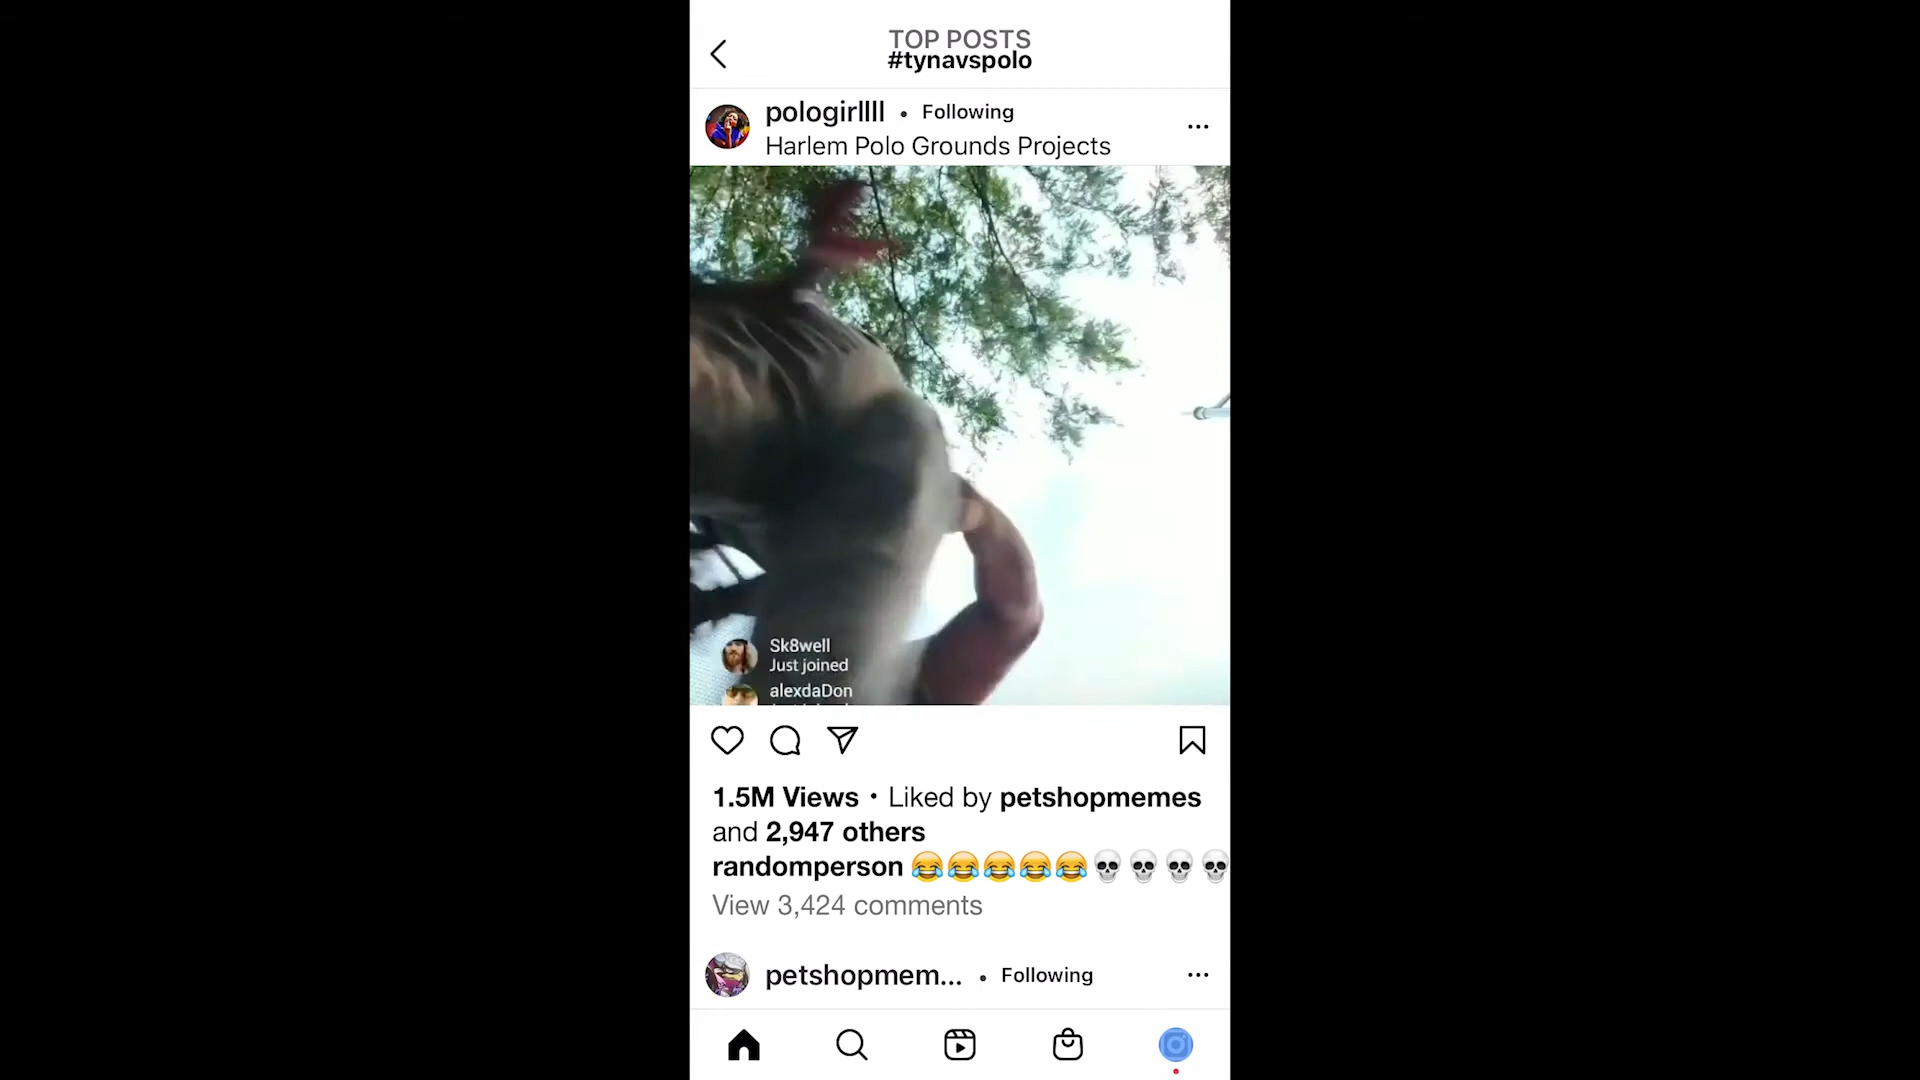 TOP POSTS
#tynavspolo
pologirllll • Following
Harlem Polo Grounds Projects
Sk8well
Just joined
alexdaDon
1.5M Views • Liked by petshopmemes
and 2,947 others
randomperson 😂😂😂😂😂💀💀💀💀
View 3,424 comments
petshopmem... • Following